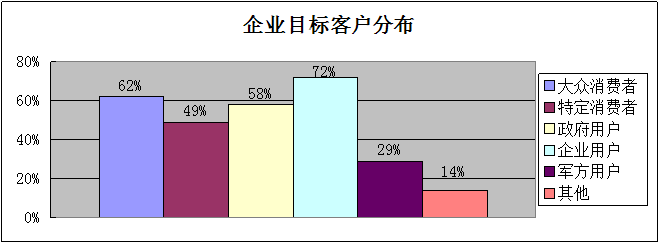 企业目标客户分布
80%
60%
40%
20%
0%
62%
49%
58%
72%
29%
14%
大众消费者
特定消费者
政府用户
企业用户
军方用户
其他